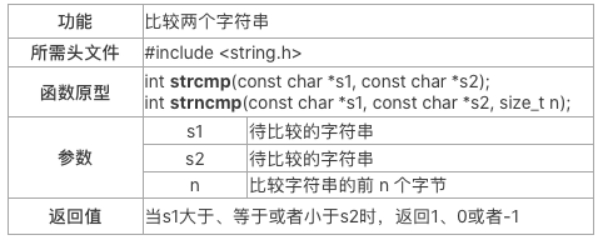 功能 比较两个字符串
所需头文件 #include <string.h>
函数原型 int strcmp(const char *s1, const char *s2);
int strncmp(const char *s1, const char *s2, size_t n);
参数 s1 待比较的字符串
s2 待比较的字符串
n 比较字符串的前 n 个字节
返回值 当s1大于、等于或者小于s2时，返回1、0或者-1